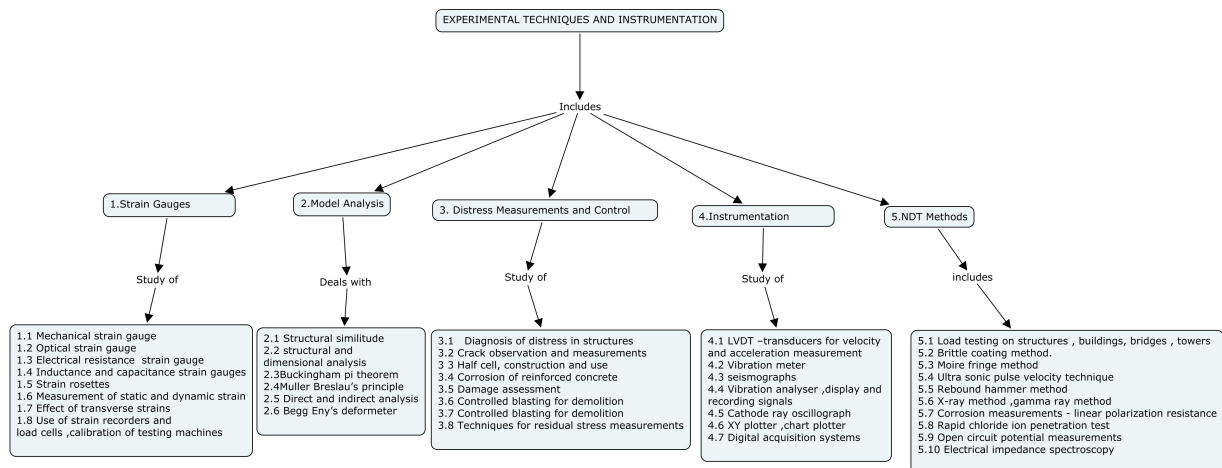 EXPERIMENTAL TECHNIQUES AND INSTRUMENTATION
Includes
1.Strain Gauges
2.Model Analysis
3. Distress Measurements and Control
4.Instrumentation
5.NDT Methods
Study of
Deals with
Study of
Study of
includes
1.1 Mechanical strain gauge
1.2 Optical strain gauge
1.3 Electrical resistance strain gauge
1.4 Inductance and capacitance strain gauges
1.5 Strain rosettes
1.6 Measurement of static and dynamic strain
1.7 Effect of transverse strains
1.8 Use of strain recorders and
load cells ,calibration of testing machines
2.1 Structural similitude
2.2 structural and
dimensional analysis
2.3Buckingham pi theorem
2.4Muller Breslau's principle
2.5 Direct and indirect analysis
2.6 Begg Eny's deformeter
3.1 Diagnosis of distress in structures
3.2 Crack observation and measurements
3 3 Half cell, construction and use
3.4 Corrosion of reinforced concrete
3.5 Damage assessment
3.6 Controlled blasting for demolition
3.7 Controlled blasting for demolition
3.8 Techniques for residual stress measurements
4.1 LVDT –transducers for velocity
and acceleration measurement
4.2 Vibration meter
4.3 seismographs
4.4 Vibration analyser ,display and
recording signals
4.5 Cathode ray oscillograph
4.6 XY plotter ,chart plotter
4.7 Digital acquisition systems
5.1 Load testing on structures , buildings, bridges , towers
5.2 Brittle coating method.
5.3 Moire fringe method
5.4 Ultra sonic pulse velocity technique
5.5 Rebound hammer method
5.6 X-ray method ,gamma ray method
5.7 Corrosion measurements - linear polarization resistance
5.8 Rapid chloride ion penetration test
5.9 Open circuit potential measurements
5.10 Electrical impedance spectroscopy